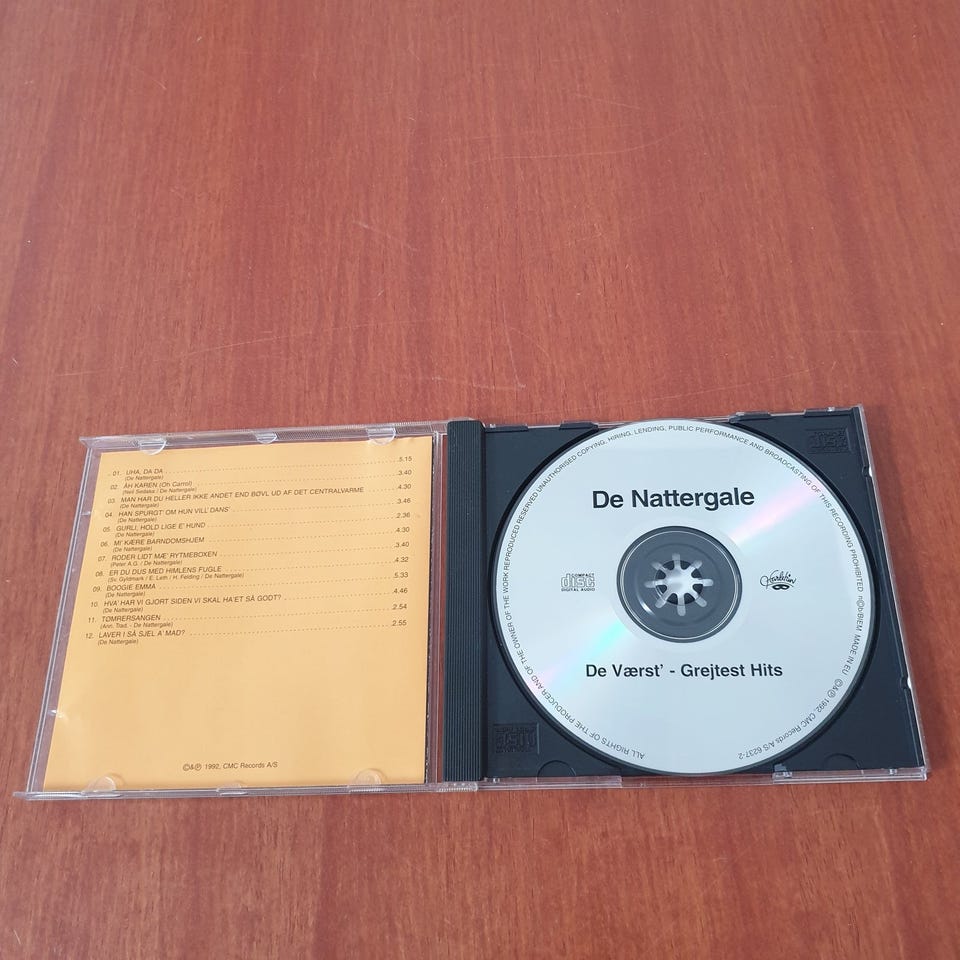 01. UHA, DA DA 5.15
(De Nattergale)
02. ÅH KAREN (Oh Carrol) 3.40
(Neil Sedaka / De Nattergale)
03. MAN HAR DU HELLER IKKE ANDET END BØVL UD AF DET CENTRALVARME 4.30
(De Nattergale)
04. HAN SPURGT' OM HUN VILL' DANS' 3.46
(De Nattergale)
05. GURLI, HOLD LIGE E' HUND 2.36
(De Nattergale)
06. MI' KÆRE BARNDOMSHJEM 4.30
(De Nattergale)
07. RODER LIDT MÆ' RYTMEBOXEN 3.40
(Peter A.G. / De Nattergale)
08. ER DU DUS MED HIMLENS FUGLE 4.32
(Sv. Gyldmark / E. Leth / H. Felding / De Nattergale)
09. BOOGIE EMMA 5.33
(De Nattergale)
10. HVA' HAR VI GJORT SIDEN VI SKAL HA'ET SÅ GODT? 4.46
(De Nattergale)
11. TØMRERSANGEN 2.54
(Ann. Trad. - De Nattergale)
12. LAVER I SÅ SJEL A' MAD? 2.55
(De Nattergale)
©&℗ 1992, CMC Records A/S
De Nattergale
COMPACT
disc
DIGITAL AUDIO
Harlekin
De Værst' - Grejtest Hits
ALL RIGHTS OF THE PRODUCER AND OF THE OWNER OF THE WORK REPRODUCED RESERVED UNAUTHORISED COPYING, HIRING, LENDING, PUBLIC PERFORMANCE AND BROADCASTING OF THIS RECORDING PROHIBITED n©b/BIEM MADE IN EU ©&℗ 1992, CMC Records A/S 6237-2